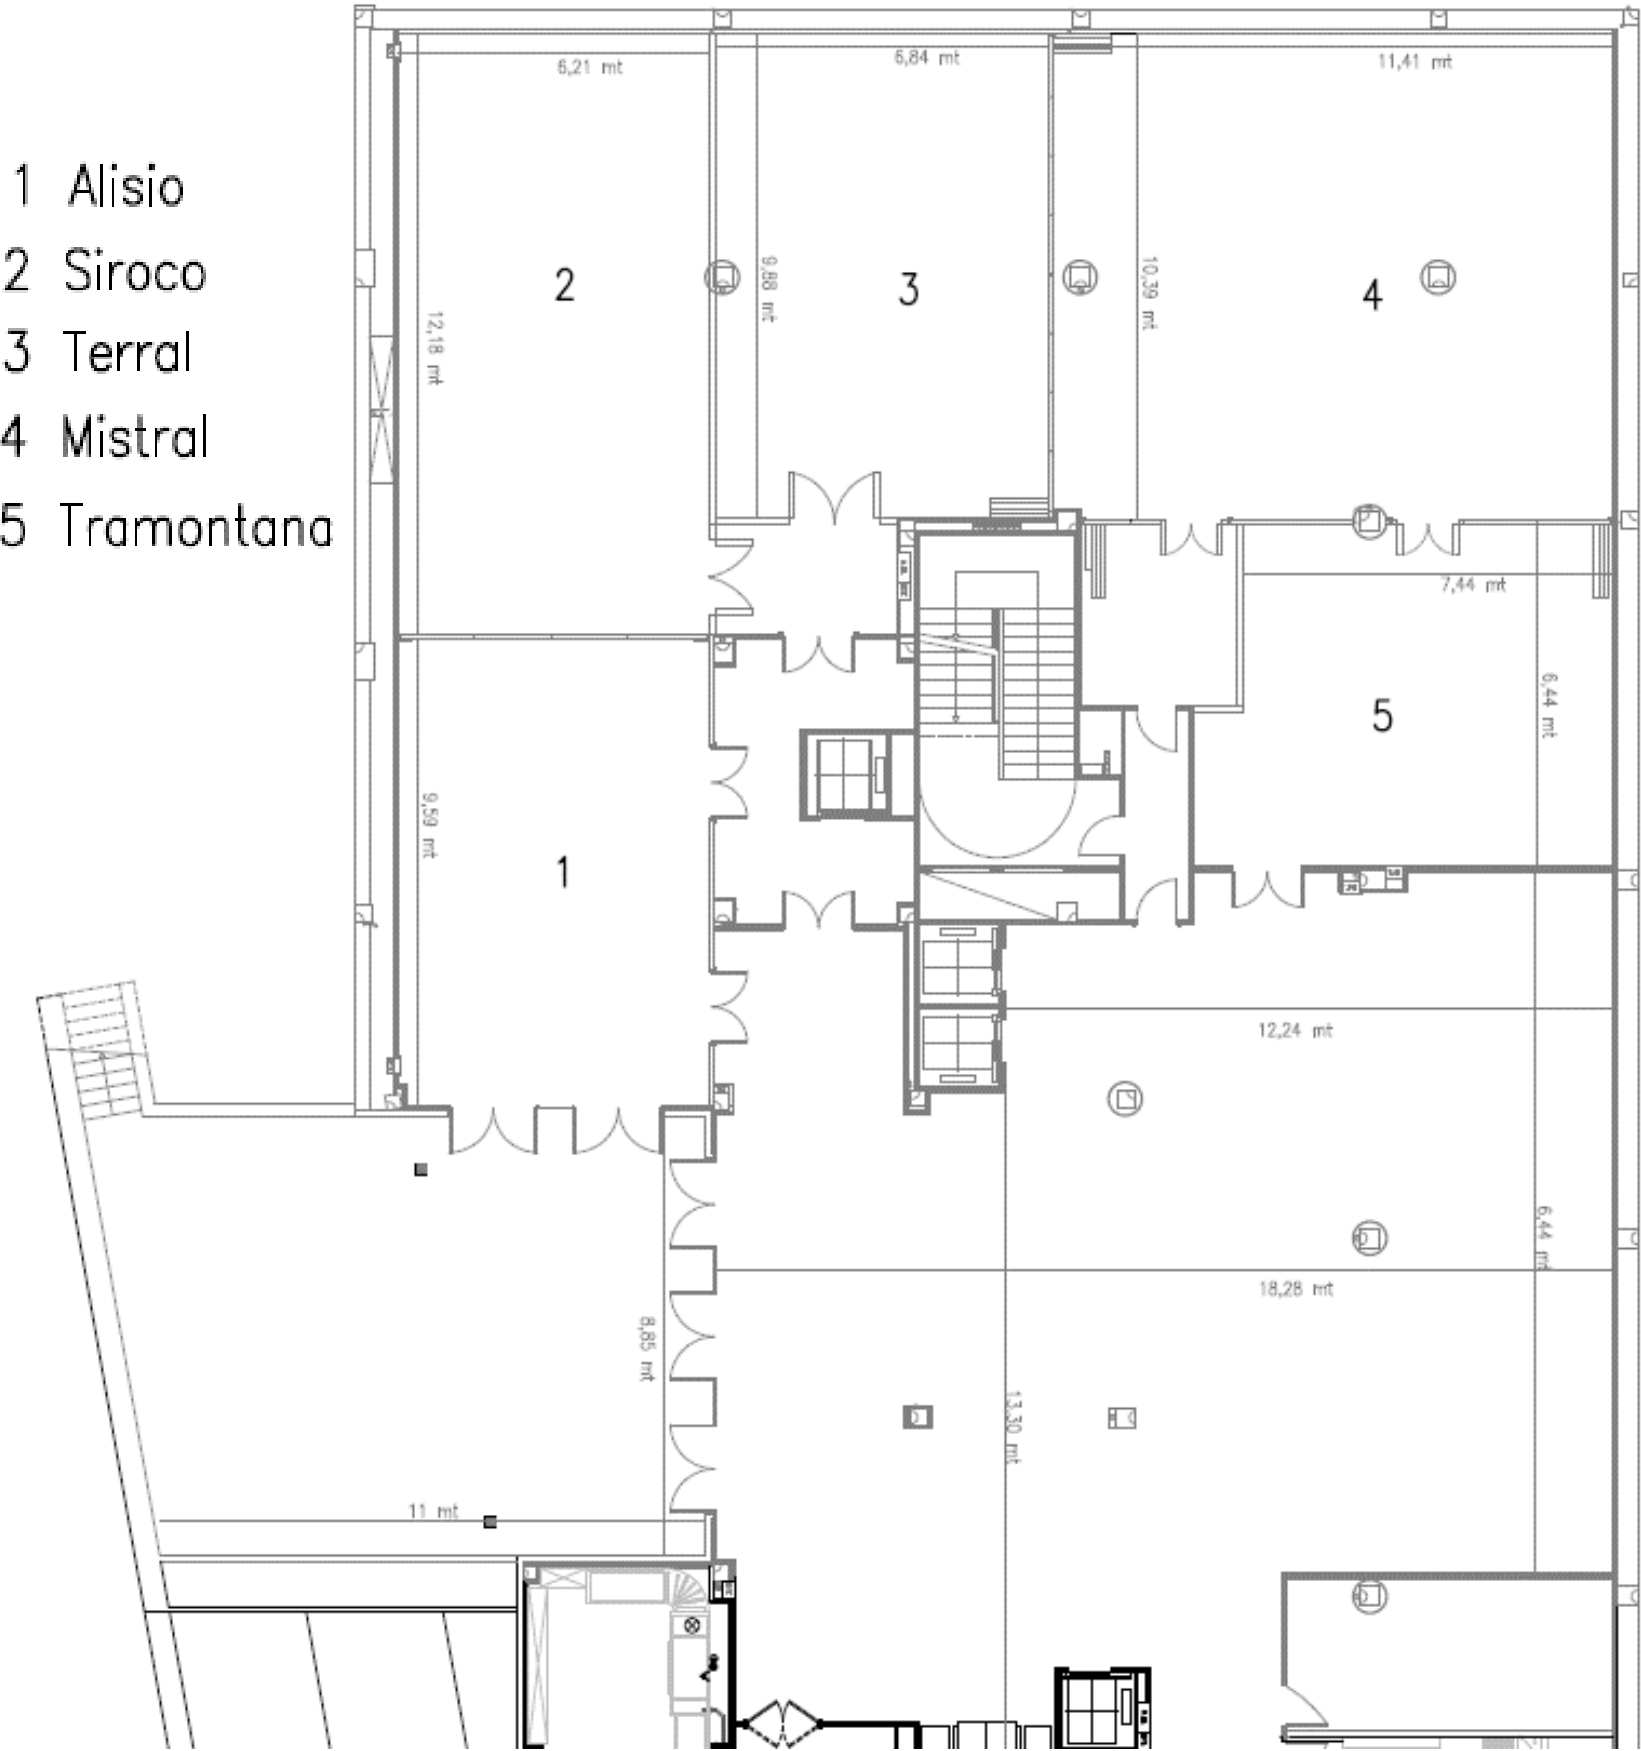 6,21 mt
6,84 mt
11,41 mt
1 Alisio
2 Siroco
3 Terral
4 Mistral
5 Tramontana
2
3
4
9,88 mt
10,39 mt
12,18 mt
7,44 mt
6,44 mt
5
9,59 mt
1
12,24 mt
6,44 mt
18,28 mt
8,85 mt
13,30 mt
11 mt